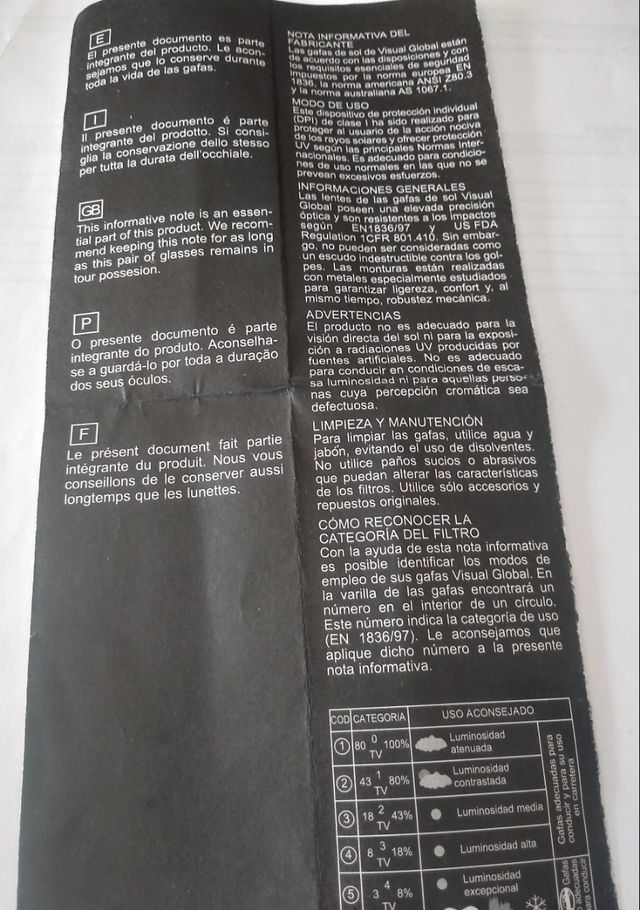 E
El presente documento es parte
integrante del producto. Le acon-
sejamos que lo conserve durante
toda la vida de las gafas.
I
Il presente documento é parte
integrante del prodotto. Si consi-
glia la conservazione dello stesso
per tutta la durata dell'occhiale.
GB
This informative note is an essen-
tial part of this product. We recom-
mend keeping this note for as long
as this pair of glasses remains in
tour possesion.
P
O presente documento é parte
integrante do produto. Aconselha-
se a guardá-lo por toda a duração
dos seus óculos.
F
Le présent document fait partie
intégrante du produit. Nous vous
conseillons de le conserver aussi
longtemps que les lunettes.
NOTA INFORMATIVA DEL
FABRICANTE
Las gafas de sol de Visual Global están
de acuerdo con las disposiciones y con
los requisitos esenciales de seguridad
impuestos por la norma europea EN
1836, la norma americana ANSI Z80.3
y la norma australiana AS 1067.1.
MODO DE USO
Este dispositivo de protección individual
(DPI) de clase I ha sido realizado para
proteger al usuario de la acción nociva
de los rayos solares y ofrecer protección
UV según las principales Normas Inter-
nacionales. Es adecuado para condicio-
nes de uso normales en las que no se
prevean excesivos esfuerzos.
INFORMACIONES GENERALES
Las lentes de las gafas de sol Visual
Global poseen una elevada precisión
óptica y son resistentes a los impactos
según EN1836/97 y US FDA
Regulation 1CFR 801.410. Sin embar-
go, no pueden ser consideradas como
un escudo indestructible contra los gol-
pes. Las monturas están realizadas
con metales especialmente estudiados
para garantizar ligereza, confort y, al
mismo tiempo, robustez mecánica.
ADVERTENCIAS
El producto no es adecuado para la
visión directa del sol ni para la exposi-
ción a radiaciones UV producidas por
fuentes artificiales. No es adecuado
para conducir en condiciones de esca-
sa luminosidad ni para aquellas perso-
nas cuya percepción cromática sea
defectuosa.
LIMPIEZA Y MANUTENCIÓN
Para limpiar las gafas, utilice agua y
jabón, evitando el uso de disolventes.
No utilice paños sucios o abrasivos
que puedan alterar las características
de los filtros. Utilice sólo accesorios y
repuestos originales.
CÓMO RECONOCER LA
CATEGORÍA DEL FILTRO
Con la ayuda de esta nota informativa
es posible identificar los modos de
empleo de sus gafas Visual Global. En
la varilla de las gafas encontrará un
número en el interior de un círculo.
Este número indica la categoría de uso
(EN 1836/97). Le aconsejamos que
aplique dicho número a la presente
nota informativa.
COD CATEGORIA USO ACONSEJADO
1 80 0 TV 100% Luminosidad atenuada
2 43 1 TV 80% Luminosidad contrastada
3 18 2 TV 43% Luminosidad media
4 8 3 TV 18% Luminosidad alta
5 3 4 TV 8% Luminosidad excepcional
Gafas adecuadas para
conducir y para su uso
en carretera
Gafas
adecuadas
para conducir